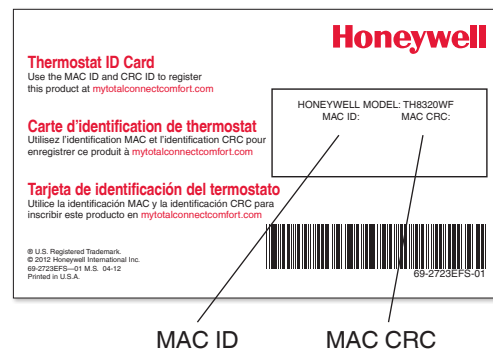 Honeywell
Thermostat ID Card
Use the MAC ID and CRC ID to register
this product at mytotalconnectcomfort.com
HONEYWELL MODEL: TH8320WF
MAC ID: MAC CRC:
Carte d'identification de thermostat
Utilisez l'identification MAC et l'identification CRC pour
enregistrer ce produit à mytotalconnectcomfort.com
Tarjeta de identificación del termostato
Utilice la identificación MAC y la identificación CRC para
inscribir este producto en mytotalconnectcomfort.com
® U.S. Registered Trademark.
© 2012 Honeywell International Inc.
69-2723EFS—01 M.S. 04-12
Printed in U.S.A.
69-2723EFS-01
MAC ID MAC CRC